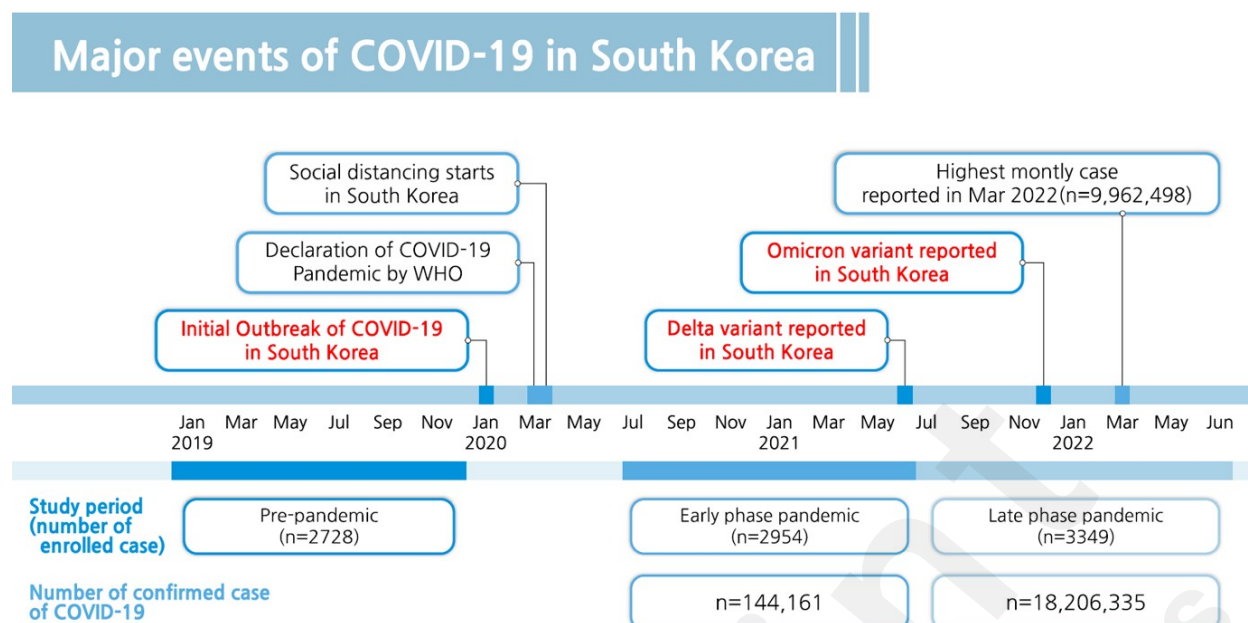 Major events of COVID-19 in South Korea
Social distancing starts
in South Korea
Highest montly case
reported in Mar 2022(n=9,962,498)
Declaration of COVID-19
Pandemic by WHO
Omicron variant reported
in South Korea
Initial Outbreak of COVID-19
in South Korea
Delta variant reported
in South Korea
Jan Mar May Jul Sep Nov Jan Mar May Jul Sep Nov Jan Mar May Jul Sep Nov Jan Mar May Jun
2019 2020 2021 2022
Study period
(number of
enrolled case)
Pre-pandemic
(n=2728)
Early phase pandemic
(n=2954)
Late phase pandemic
(n=3349)
Number of confirmed case
of COVID-19
n=144,161
n=18,206,335